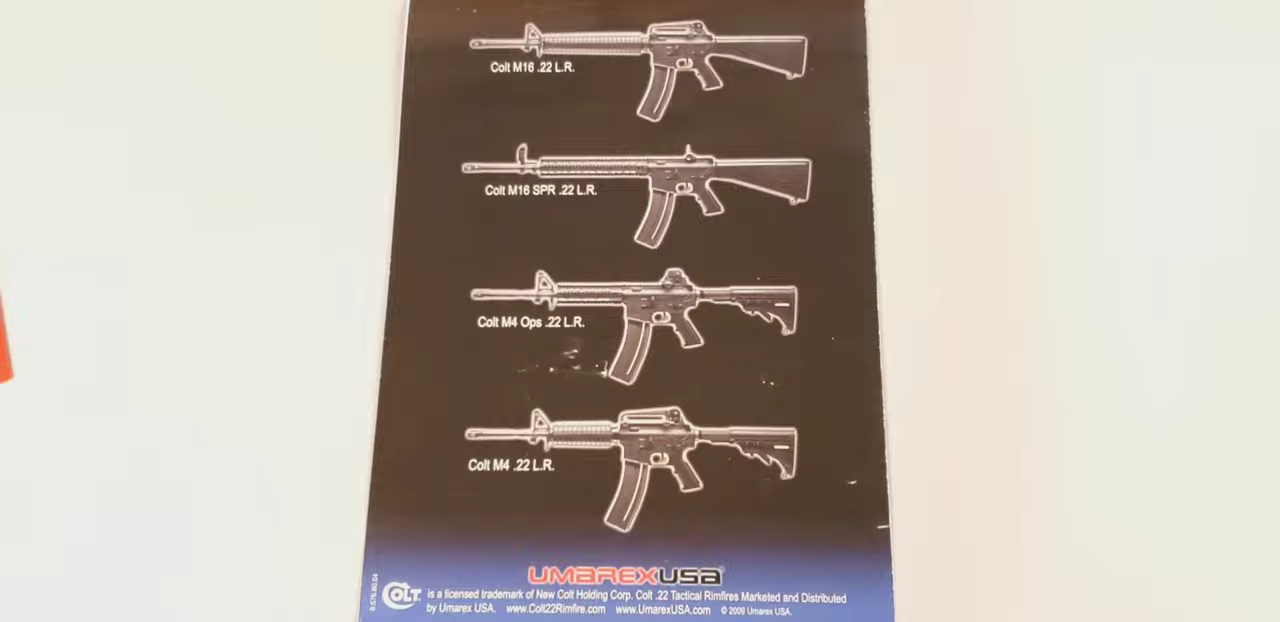 Colt M16 .22 L.R.
Colt M16 SPR .22 L.R.
Colt M4 Ops .22 L.R.
Colt M4 .22 L.R.
UMAREXUSA
COLT is a licensed trademark of New Colt Holding Corp. Colt .22 Tactical Rimfires Marketed and Distributed
by Umarex USA. www.Colt22Rimfire.com www.UmarexUSA.com © 2009 Umarex USA.